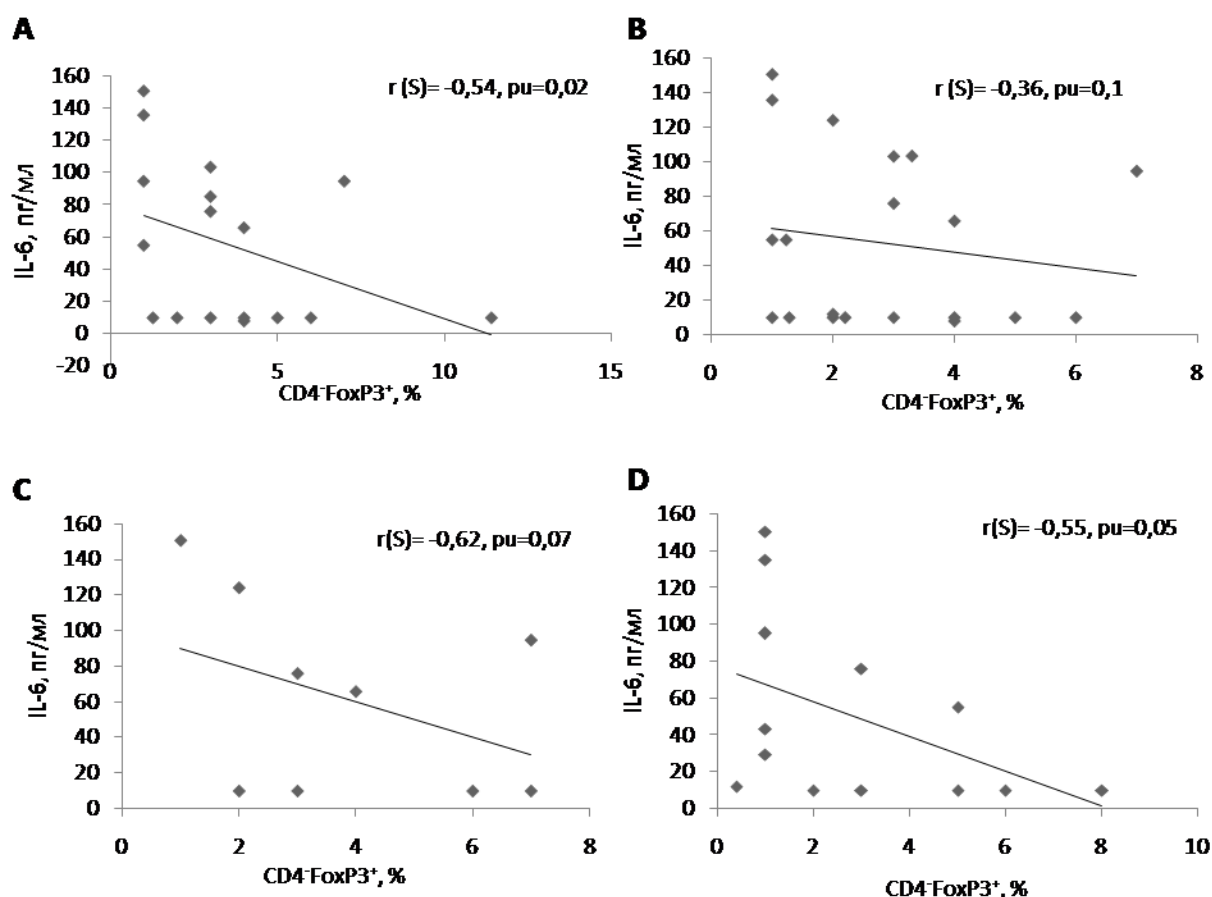 A
r (S)= -0,54, pu=0,02
IL-6, пг/мл
160
140
120
100
80
60
40
20
0
-20
0 5 10 15
CD4⁻FoxP3⁺, %
B
r (S)= -0,36, pu=0,1
IL-6, пг/мл
160
140
120
100
80
60
40
20
0
0 2 4 6 8
CD4⁻FoxP3⁺, %
C
r(S)= -0,62, pu=0,07
IL-6, пг/мл
160
140
120
100
80
60
40
20
0
0 2 4 6 8
CD4⁻FoxP3⁺, %
D
r(S)= -0,55, pu=0,05
IL-6, пг/мл
160
140
120
100
80
60
40
20
0
0 2 4 6 8 10
CD4⁻FoxP3⁺, %